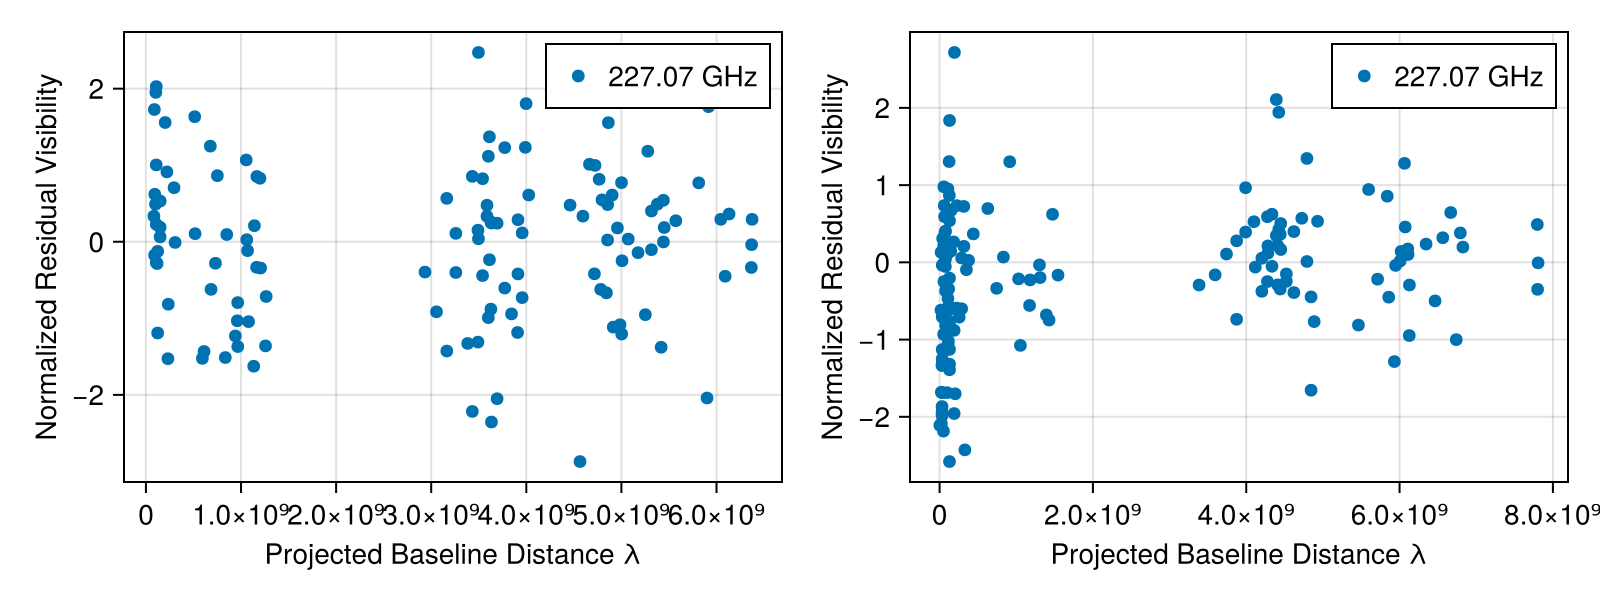 Normalized Residual Visibility
2
0
−2
227.07 GHz
0 1.0×10⁹ 2.0×10⁹ 3.0×10⁹ 4.0×10⁹ 5.0×10⁹ 6.0×10⁹
Projected Baseline Distance λ
Normalized Residual Visibility
2
1
0
−1
−2
227.07 GHz
0 2.0×10⁹ 4.0×10⁹ 6.0×10⁹ 8.0×10⁹
Projected Baseline Distance λ